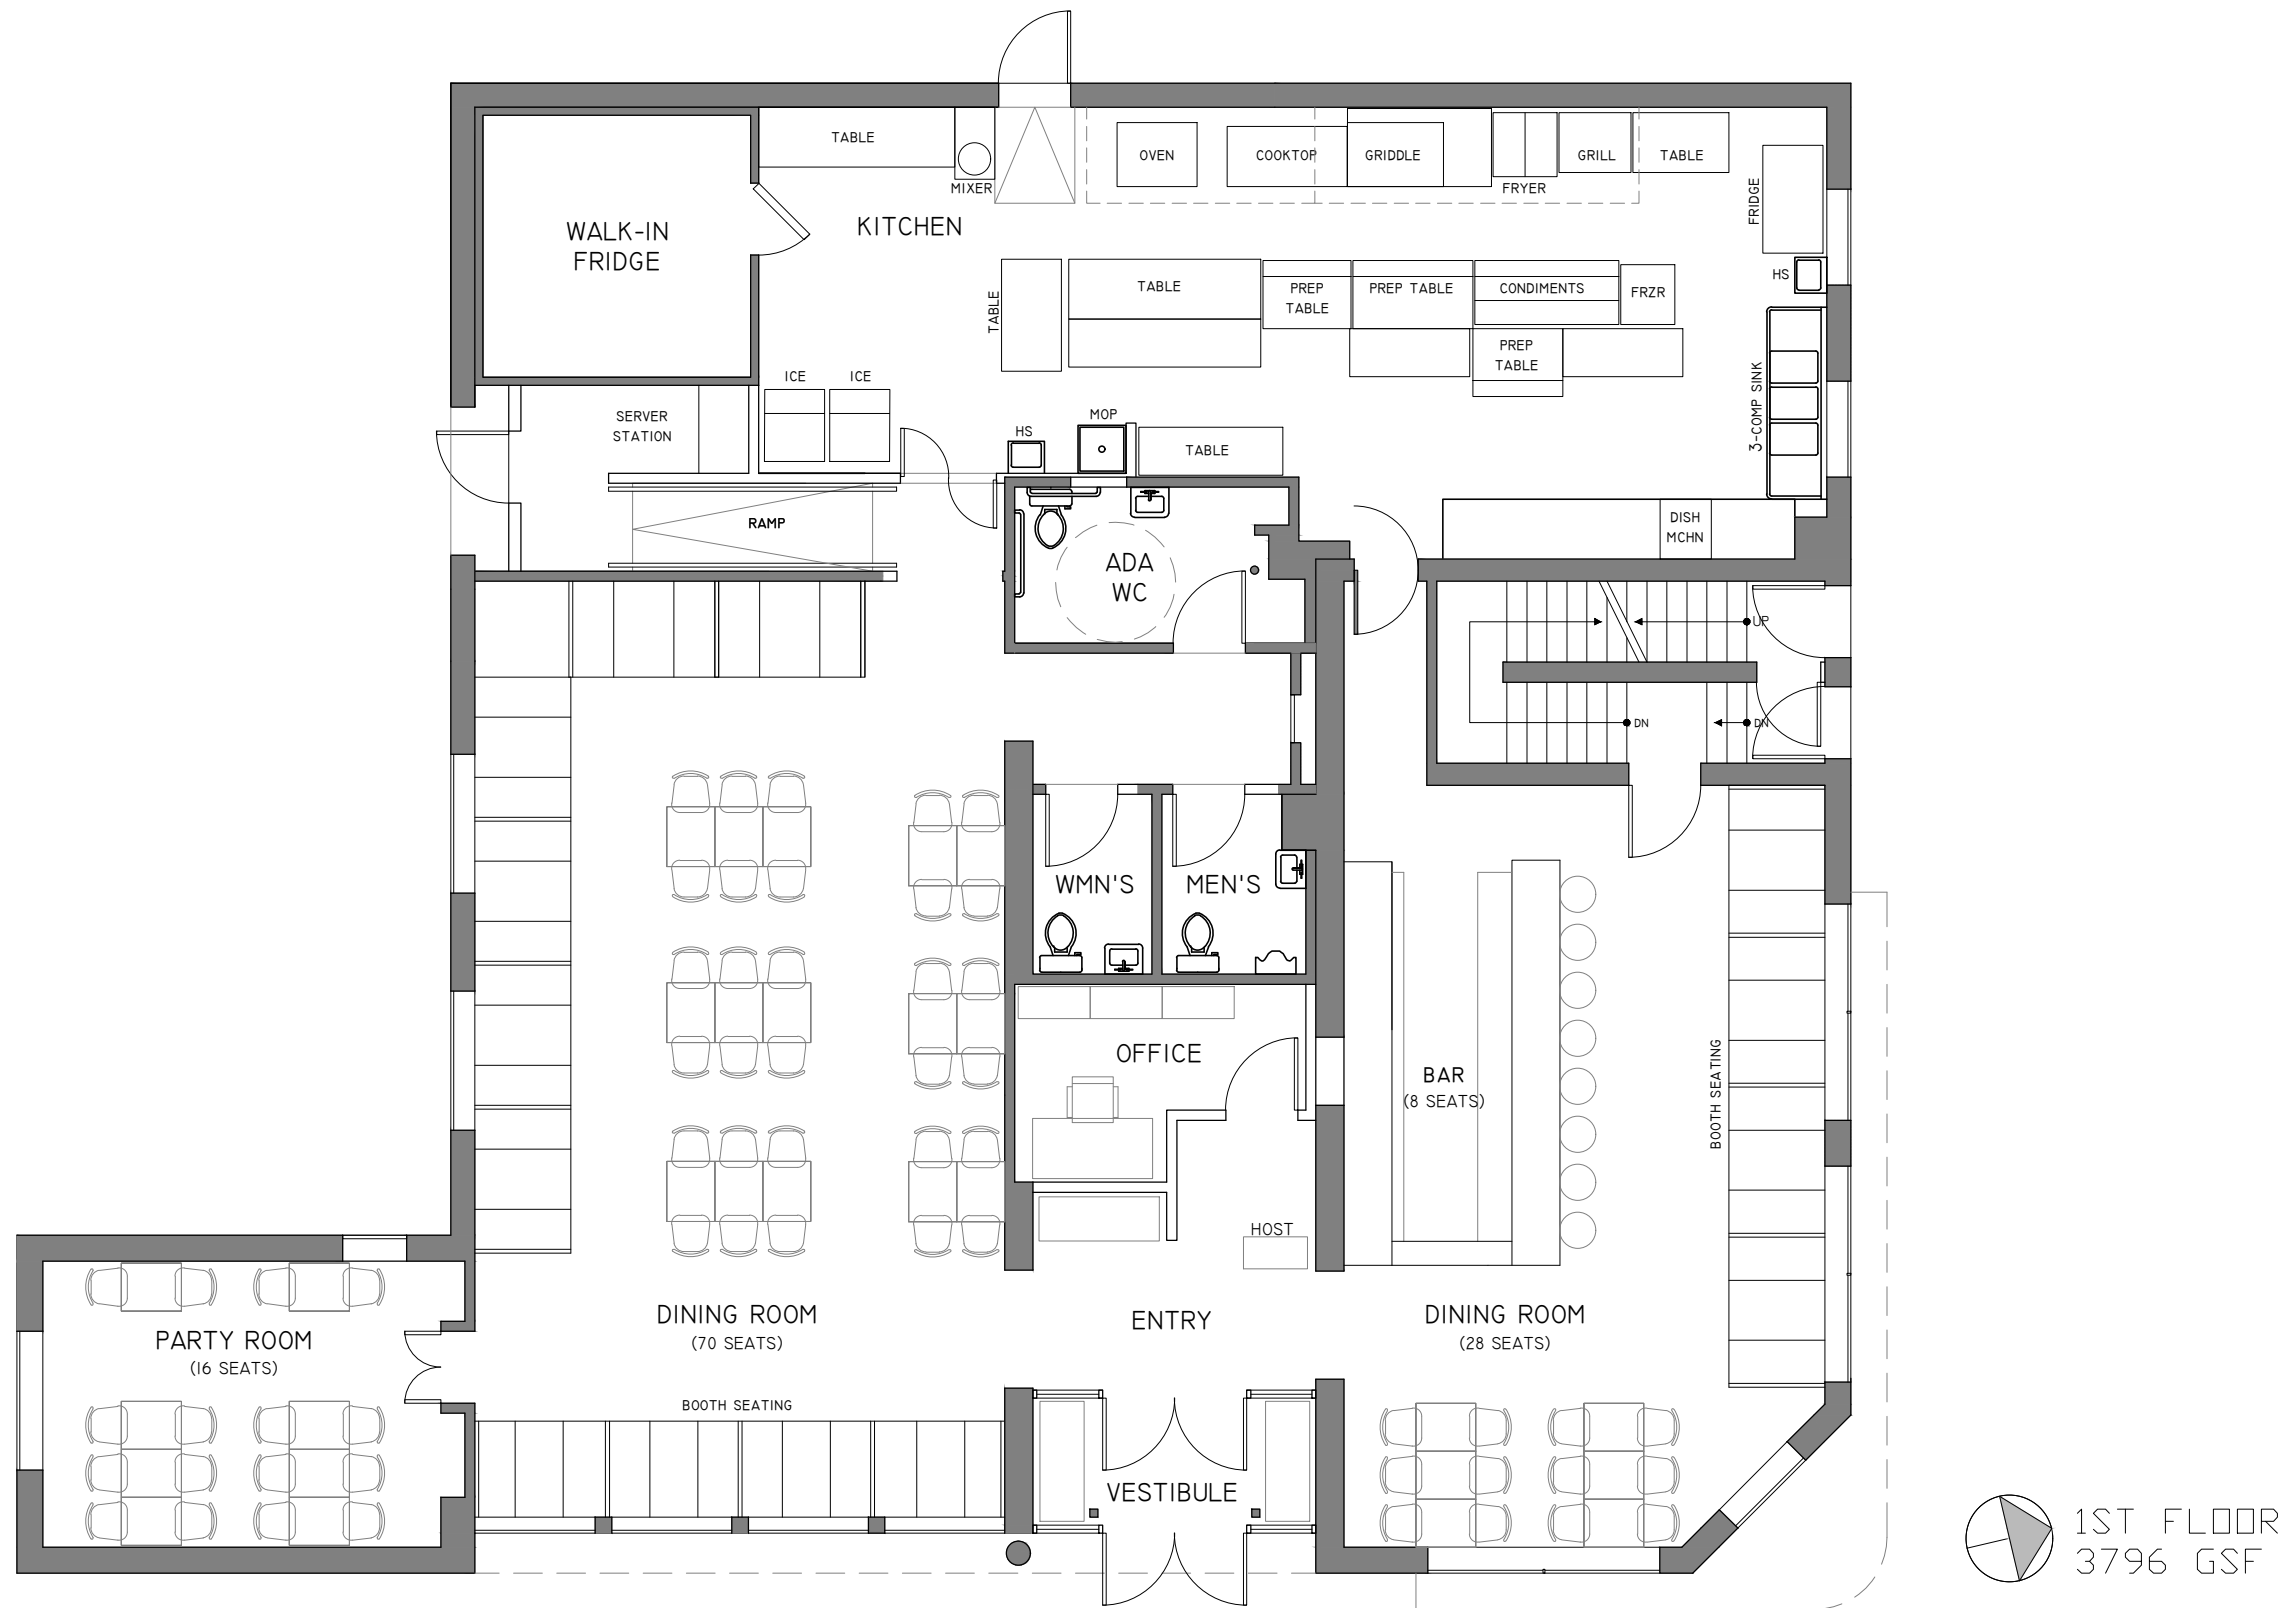 TABLE
MIXER
OVEN
COOKTOP
GRIDDLE
FRYER
GRILL
TABLE
FRIDGE
WALK-IN
FRIDGE
KITCHEN
HS
TABLE
TABLE
PREP
TABLE
PREP TABLE
CONDIMENTS
FRZR
PREP
TABLE
3-COMP SINK
ICE
ICE
SERVER
STATION
HS
MOP
TABLE
RAMP
DISH
MCHN
ADA
WC
UP
DN
DN
WMN'S
MEN'S
OFFICE
BAR
(8 SEATS)
BOOTH SEATING
HOST
PARTY ROOM
(16 SEATS)
DINING ROOM
(70 SEATS)
ENTRY
DINING ROOM
(28 SEATS)
BOOTH SEATING
VESTIBULE
1ST FLOOR
3796 GSF